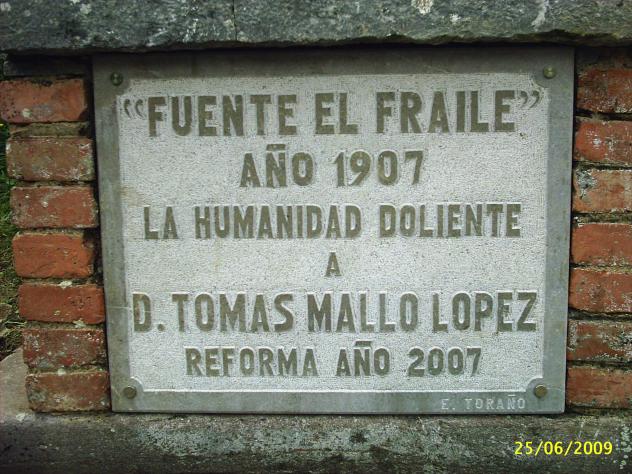 “FUENTE EL FRAILE”
AÑO 1907
LA HUMANIDAD DOLIENTE
A
D. TOMAS MALLO LOPEZ
REFORMA AÑO 2007
E. TORAÑO
25/06/2009